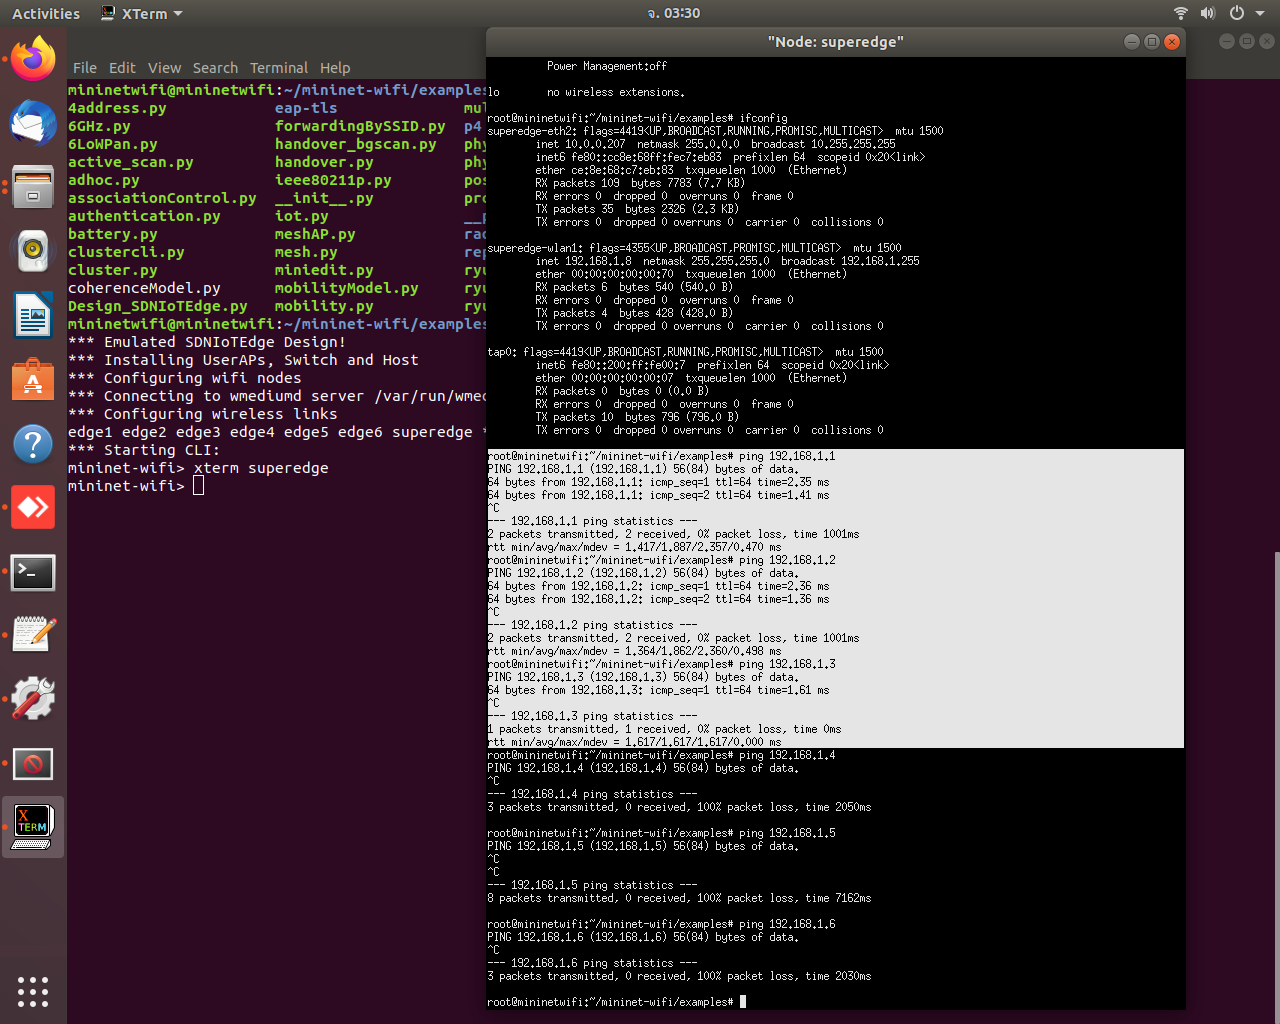 Activities XTerm
จ. 03:30
File Edit View Search Terminal Help
mininetwifi@mininetwifi:~/mininet-wifi/examples
4address.py eap-tls mul
6GHz.py forwardingBySSID.py p4
6LoWPan.py handover_bgscan.py phy
active_scan.py handover.py phy
adhoc.py ieee80211p.py pos
associationControl.py __init__.py pro
authentication.py iot.py __p
battery.py meshAP.py rad
clustercli.py mesh.py rep
cluster.py miniedit.py ryu
coherenceModel.py mobilityModel.py ryu
Design_SDNIoTEdge.py mobility.py ryu
mininetwifi@mininetwifi:~/mininet-wifi/examples
*** Emulated SDNIoTEdge Design!
*** Installing UserAPs, Switch and Host
*** Configuring wifi nodes
*** Connecting to wmediumd server /var/run/wmed
*** Configuring wireless links
edge1 edge2 edge3 edge4 edge5 edge6 superedge *
*** Starting CLI:
mininet-wifi> xterm superedge
mininet-wifi>
X
TERM
"Node: superedge"
Power Management:off
lo no wireless extensions.
root@mininetwifi:~/mininet-wifi/examples# ifconfig
superedge-eth2: flags=4419<UP,BROADCAST,RUNNING,PROMISC,MULTICAST> mtu 1500
inet 10.0.0.207 netmask 255.0.0.0 broadcast 10.255.255.255
inet6 fe80::cc8e:68ff:fec7:eb83 prefixlen 64 scopeid 0x20<link>
ether ce:8e:68:c7:eb:83 txqueuelen 1000 (Ethernet)
RX packets 109 bytes 7783 (7.7 KB)
RX errors 0 dropped 0 overruns 0 frame 0
TX packets 35 bytes 2326 (2.3 KB)
TX errors 0 dropped 0 overruns 0 carrier 0 collisions 0
superedge-wlan1: flags=4355<UP,BROADCAST,PROMISC,MULTICAST> mtu 1500
inet 192.168.1.8 netmask 255.255.255.0 broadcast 192.168.1.255
ether 00:00:00:00:00:70 txqueuelen 1000 (Ethernet)
RX packets 6 bytes 540 (540.0 B)
RX errors 0 dropped 0 overruns 0 frame 0
TX packets 4 bytes 428 (428.0 B)
TX errors 0 dropped 0 overruns 0 carrier 0 collisions 0
tap0: flags=4419<UP,BROADCAST,RUNNING,PROMISC,MULTICAST> mtu 1500
inet6 fe80::200:ff:fe00:7 prefixlen 64 scopeid 0x20<link>
ether 00:00:00:00:00:07 txqueuelen 1000 (Ethernet)
RX packets 0 bytes 0 (0.0 B)
RX errors 0 dropped 0 overruns 0 frame 0
TX packets 10 bytes 796 (796.0 B)
TX errors 0 dropped 0 overruns 0 carrier 0 collisions 0
root@mininetwifi:~/mininet-wifi/examples# ping 192.168.1.1
PING 192.168.1.1 (192.168.1.1) 56(84) bytes of data.
64 bytes from 192.168.1.1: icmp_seq=1 ttl=64 time=2.35 ms
64 bytes from 192.168.1.1: icmp_seq=2 ttl=64 time=1.41 ms
^C
--- 192.168.1.1 ping statistics ---
2 packets transmitted, 2 received, 0% packet loss, time 1001ms
rtt min/avg/max/mdev = 1.417/1.887/2.357/0.470 ms
root@mininetwifi:~/mininet-wifi/examples# ping 192.168.1.2
PING 192.168.1.2 (192.168.1.2) 56(84) bytes of data.
64 bytes from 192.168.1.2: icmp_seq=1 ttl=64 time=2.36 ms
64 bytes from 192.168.1.2: icmp_seq=2 ttl=64 time=1.36 ms
^C
--- 192.168.1.2 ping statistics ---
2 packets transmitted, 2 received, 0% packet loss, time 1001ms
rtt min/avg/max/mdev = 1.364/1.862/2.360/0.498 ms
root@mininetwifi:~/mininet-wifi/examples# ping 192.168.1.3
PING 192.168.1.3 (192.168.1.3) 56(84) bytes of data.
64 bytes from 192.168.1.3: icmp_seq=1 ttl=64 time=1.61 ms
^C
--- 192.168.1.3 ping statistics ---
1 packets transmitted, 1 received, 0% packet loss, time 0ms
rtt min/avg/max/mdev = 1.617/1.617/1.617/0.000 ms
root@mininetwifi:~/mininet-wifi/examples# ping 192.168.1.4
PING 192.168.1.4 (192.168.1.4) 56(84) bytes of data.
^C
--- 192.168.1.4 ping statistics ---
3 packets transmitted, 0 received, 100% packet loss, time 2050ms
root@mininetwifi:~/mininet-wifi/examples# ping 192.168.1.5
PING 192.168.1.5 (192.168.1.5) 56(84) bytes of data.
^C
^C
--- 192.168.1.5 ping statistics ---
8 packets transmitted, 0 received, 100% packet loss, time 7162ms
root@mininetwifi:~/mininet-wifi/examples# ping 192.168.1.6
PING 192.168.1.6 (192.168.1.6) 56(84) bytes of data.
^C
--- 192.168.1.6 ping statistics ---
3 packets transmitted, 0 received, 100% packet loss, time 2030ms
root@mininetwifi:~/mininet-wifi/examples#